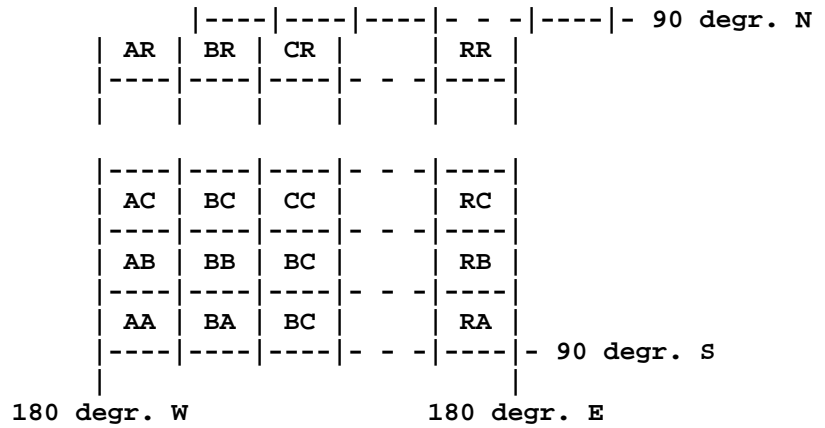 |----|----|----|- - -|----|- 90 degr. N
| AR | BR | CR |     | RR |
|----|----|----|- - -|----|
|    |    |    |     |    |
|----|----|----|- - -|----|
| AC | BC | CC |     | RC |
|----|----|----|- - -|----|
| AB | BB | BC |     | RB |
|----|----|----|- - -|----|
| AA | BA | BC |     | RA |
|----|----|----|- - -|----|- 90 degr. S
|                         |
180 degr. W 180 degr. E